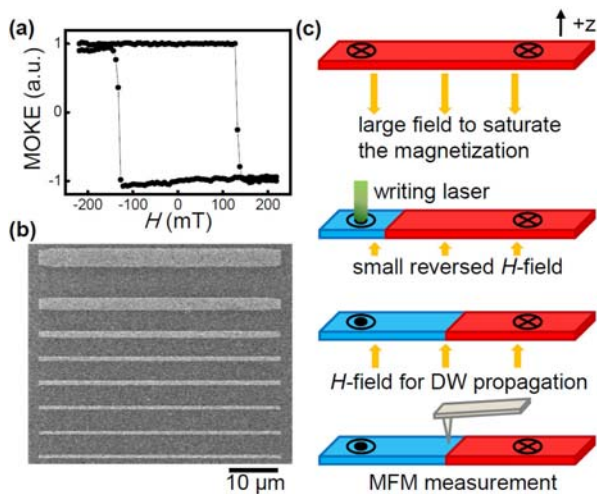 (a)
1
0
-1
MOKE (a.u.)
-200
-100
0
100
200
H (mT)
(b)
10 μm
(c)
+z
large field to saturate
the magnetization
writing laser
small reversed H-field
H-field for DW propagation
MFM measurement